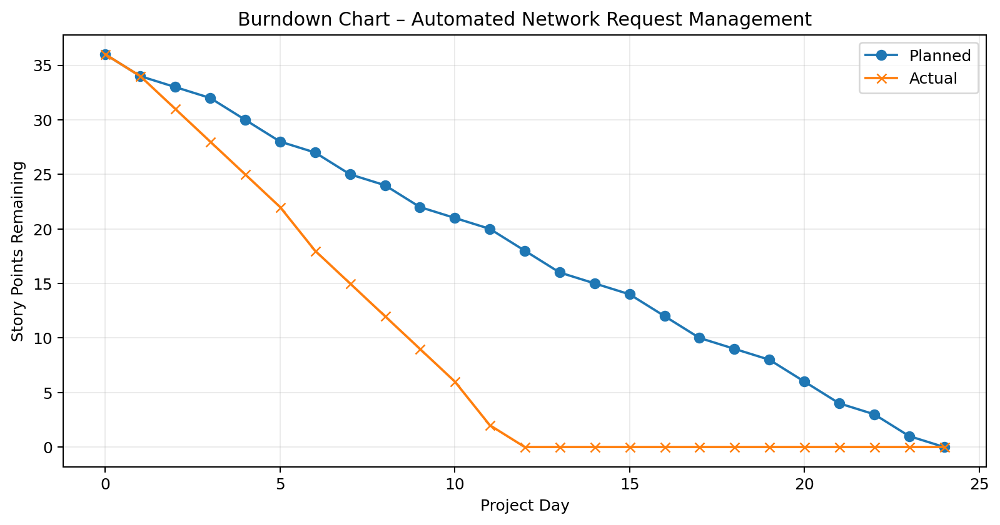 Burndown Chart – Automated Network Request Management
Planned
Actual
Story Points Remaining
35
30
25
20
15
10
5
0
0 5 10 15 20 25
Project Day